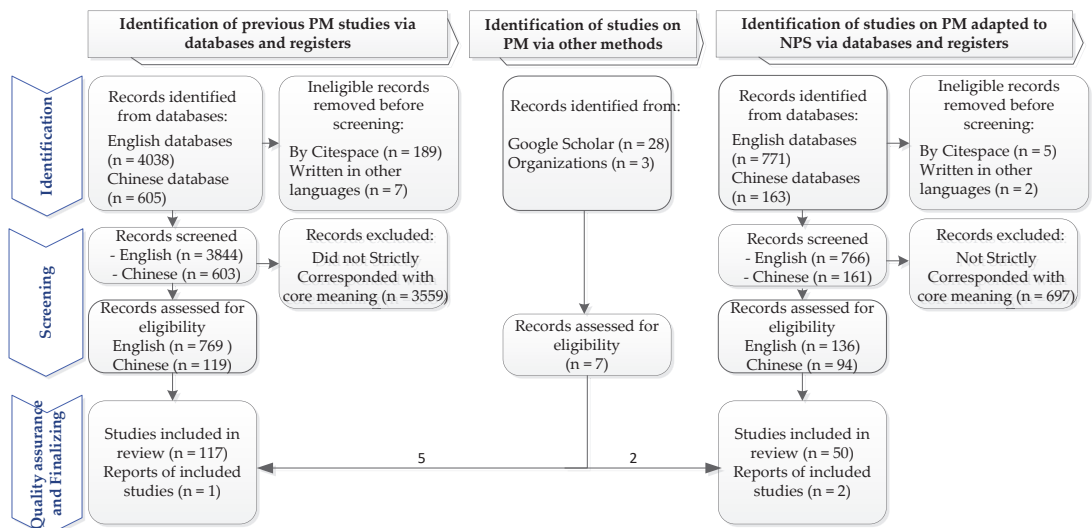 Identification of previous PM studies via
databases and registers
Identification of studies on
PM via other methods
Identification of studies on PM adapted to
NPS via databases and registers
Identification
Records identified
from databases:
English databases
(n = 4038)
Chinese database
(n = 605)
Ineligible records
removed before
screening:
By Citespace (n = 189)
Written in other
languages (n = 7)
Records identified from:
Google Scholar (n = 28)
Organizations (n = 3)
Records identified
from databases:
English databases
(n = 771)
Chinese databases
(n = 163)
Ineligible records
removed before
screening:
By Citespace (n = 5)
Written in other
languages (n = 2)
Screening
Records screened
- English (n = 3844)
- Chinese (n = 603)
Records excluded:
Did not Strictly
Corresponded with
core meaning (n = 3559)
Records screened
- English (n = 766)
- Chinese (n = 161)
Records excluded:
Not Strictly
Corresponded with
core meaning (n = 697)
Records assessed for
eligibility
English (n = 769 )
Chinese (n = 119)
Records assessed for
eligibility
(n = 7)
Records assessed for
eligibility
English (n = 136)
Chinese (n = 94)
Quality assurance
and Finalizing
Studies included in
review (n = 117)
Reports of included
studies (n = 1)
5
2
Studies included in
review (n = 50)
Reports of included
studies (n = 2)